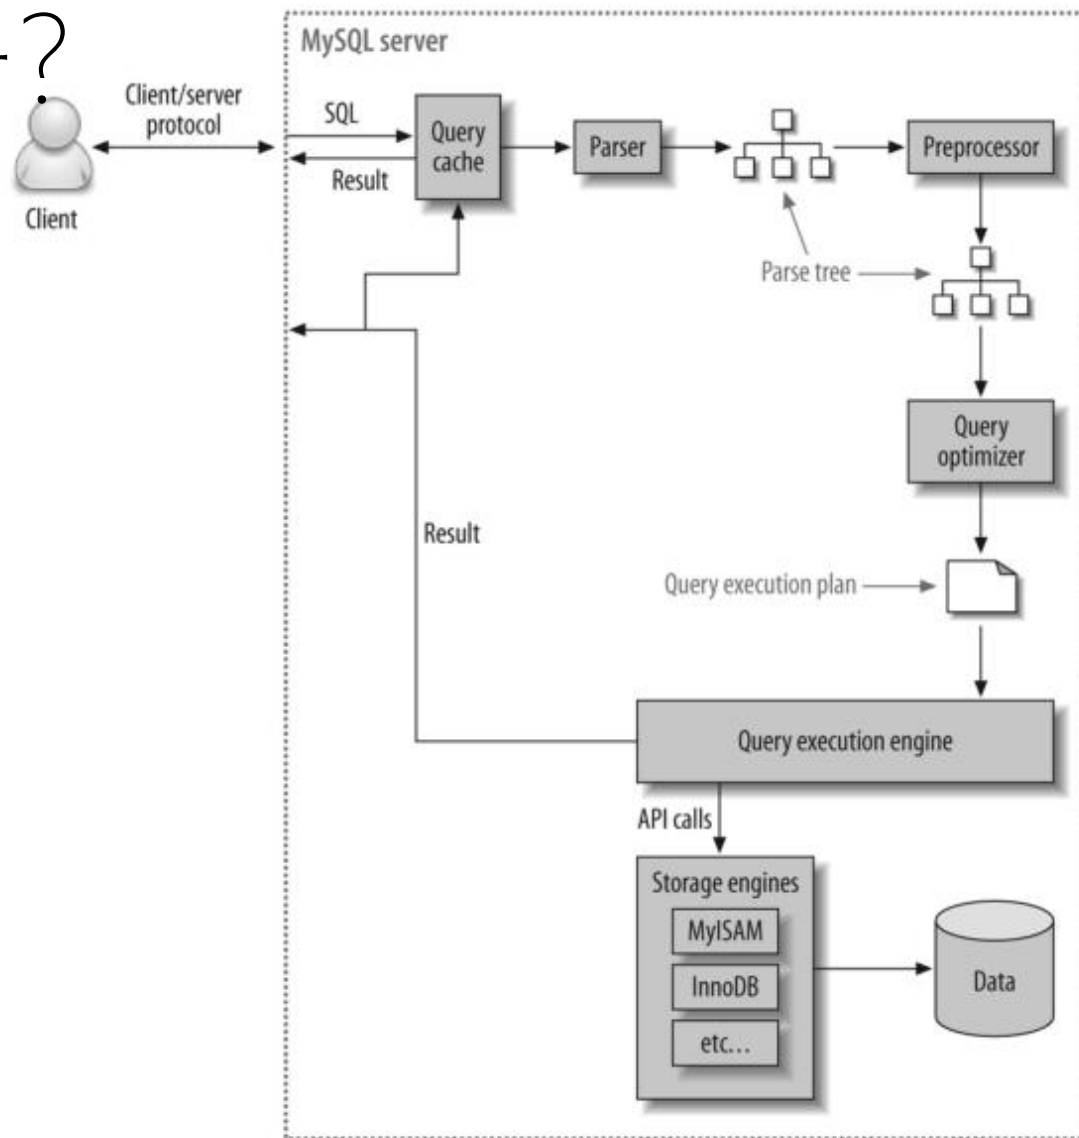 ?
MySQL server
Client/server
protocol
SQL
Result
Client
Query
cache
Parser
Preprocessor
Parse tree
Query
optimizer
Result
Query execution plan
Query execution engine
API calls
Storage engines
MyISAM
InnoDB
etc...
Data